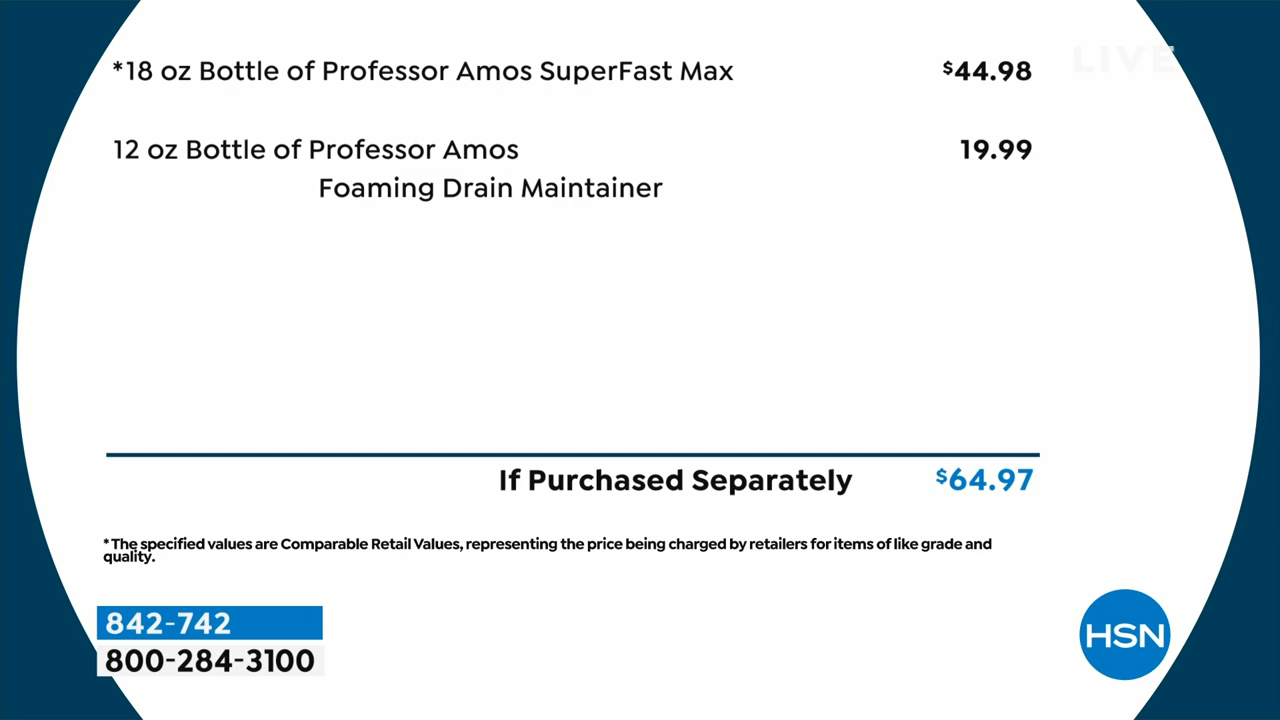 LIVE
*18 oz Bottle of Professor Amos SuperFast Max $44.98
12 oz Bottle of Professor Amos 19.99
Foaming Drain Maintainer
If Purchased Separately $64.97
*The specified values are Comparable Retail Values, representing the price being charged by retailers for items of like grade and
quality.
842-742
800-284-3100
HSN